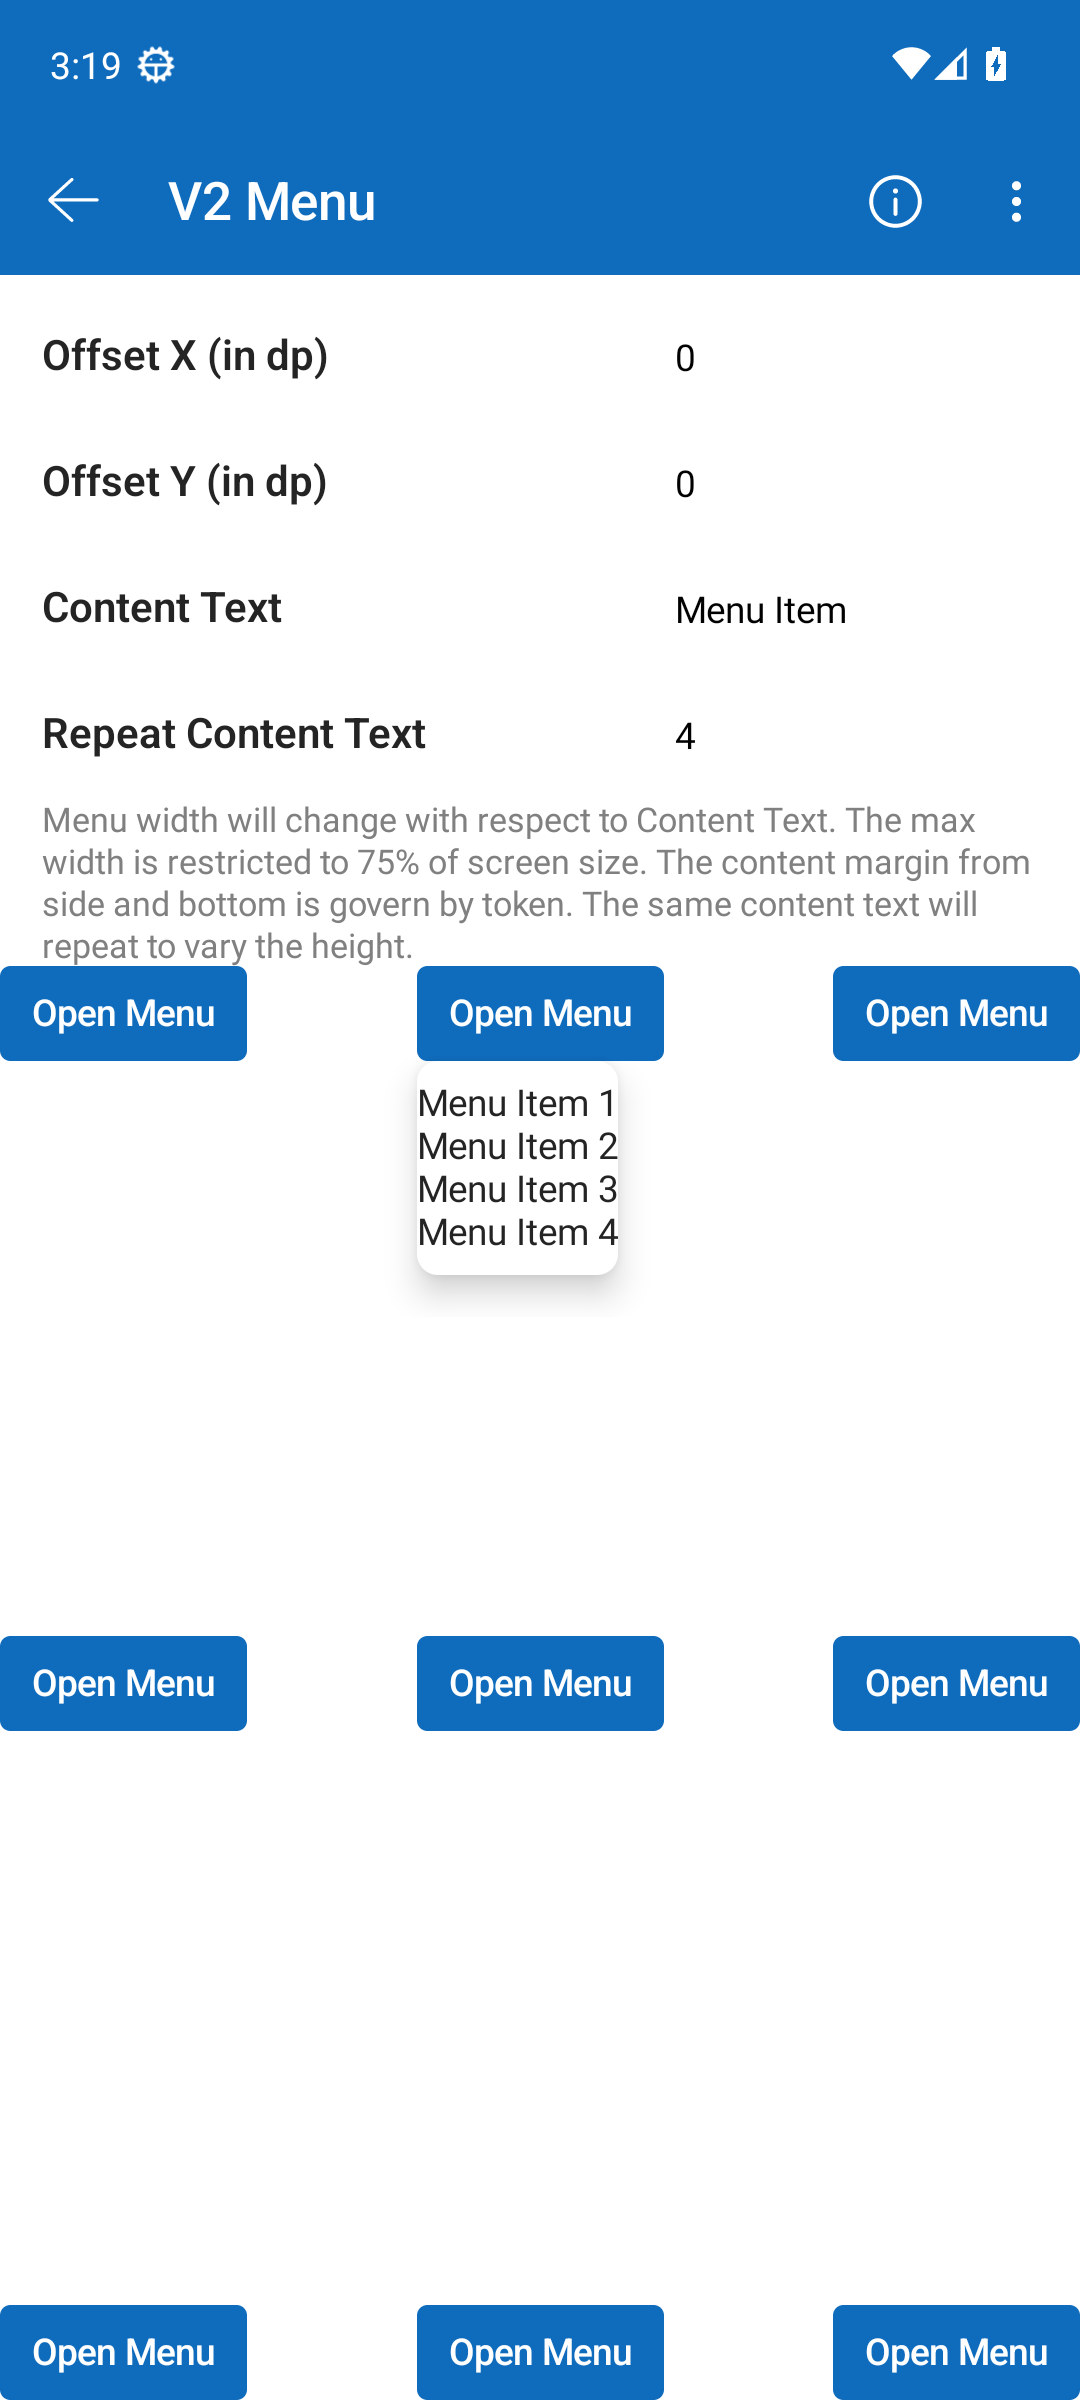 3:19
V2 Menu
Offset X (in dp)
0
Offset Y (in dp)
0
Content Text
Menu Item
Repeat Content Text
4
Menu width will change with respect to Content Text. The max
width is restricted to 75% of screen size. The content margin from
side and bottom is govern by token. The same content text will
repeat to vary the height.
Open Menu
Open Menu
Open Menu
Menu Item 1
Menu Item 2
Menu Item 3
Menu Item 4
Open Menu
Open Menu
Open Menu
Open Menu
Open Menu
Open Menu